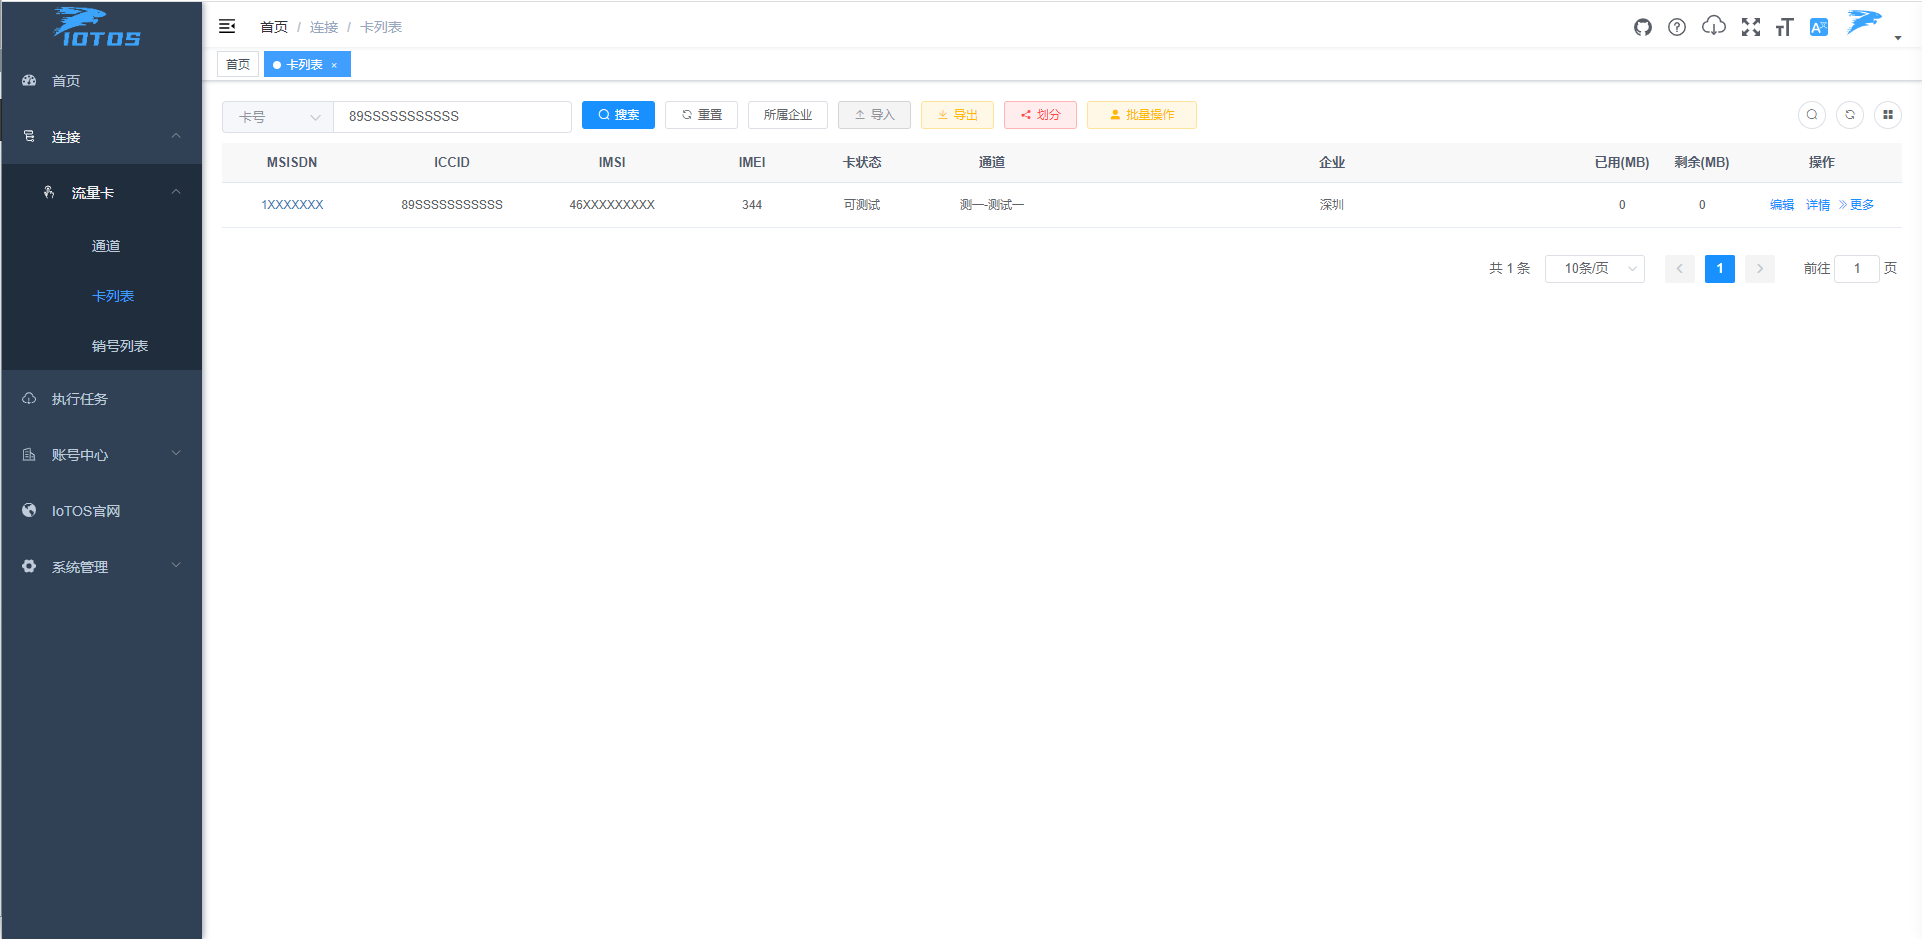 IOTOS
首页 / 连接 / 卡列表
首页
卡列表 ×
首页
连接
流量卡
通道
卡列表
销号列表
执行任务
账号中心
IoTOS官网
系统管理
卡号 89SSSSSSSSSSS 搜索 重置 所属企业 导入 导出 划分 批量操作
MSISDN ICCID IMSI IMEI 卡状态 通道 企业 已用(MB) 剩余(MB) 操作
1XXXXXXX 89SSSSSSSSSSS 46XXXXXXXXX 344 可测试 测一-测试一 深圳 0 0 编辑 详情 更多
共 1 条 10条/页 1 前往 1 页